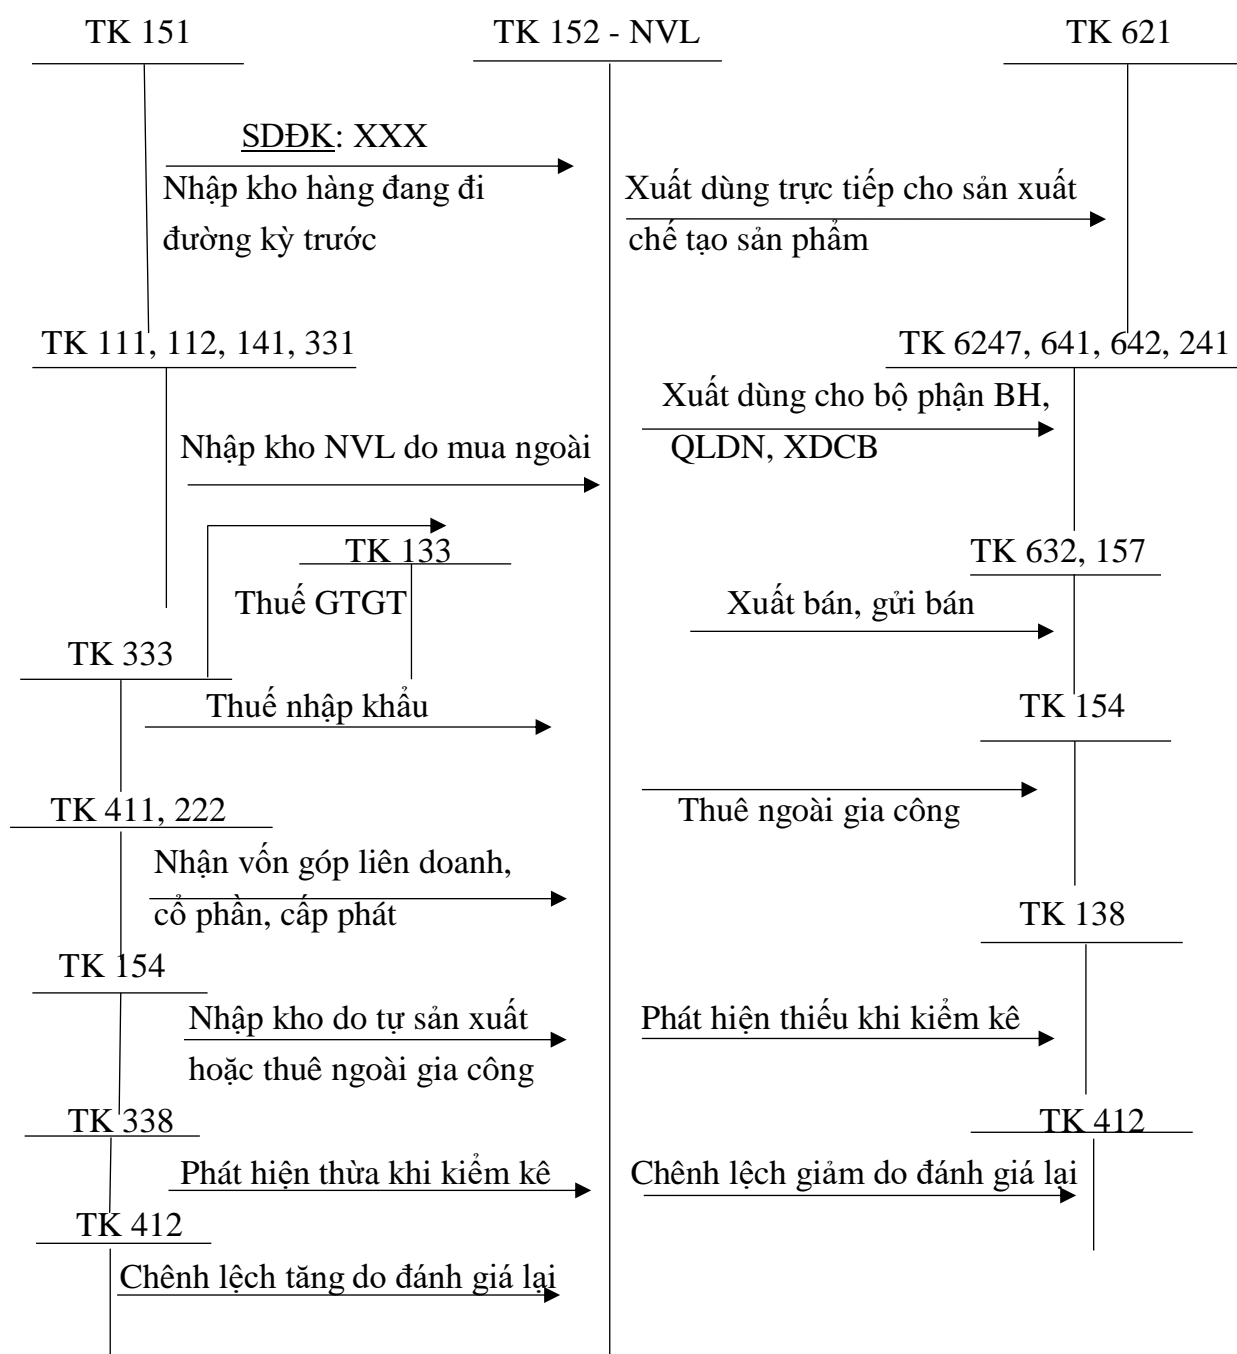 TK 151
TK 152 - NVL
TK 621
SDĐK: XXX
Nhập kho hàng đang đi
đường kỳ trước
Xuất dùng trực tiếp cho sản xuất
chế tạo sản phẩm
TK 111, 112, 141, 331
TK 6247, 641, 642, 241
Xuất dùng cho bộ phận BH,
QLDN, XDCB
Nhập kho NVL do mua ngoài
TK 133
Thuế GTGT
TK 632, 157
Xuất bán, gửi bán
TK 333
Thuế nhập khẩu
TK 154
Thuê ngoài gia công
TK 411, 222
Nhận vốn góp liên doanh,
cổ phần, cấp phát
TK 138
TK 154
Nhập kho do tự sản xuất
hoặc thuê ngoài gia công
Phát hiện thiếu khi kiểm kê
TK 338
TK 412
Phát hiện thừa khi kiểm kê
Chênh lệch giảm do đánh giá lại
TK 412
Chênh lệch tăng do đánh giá lại